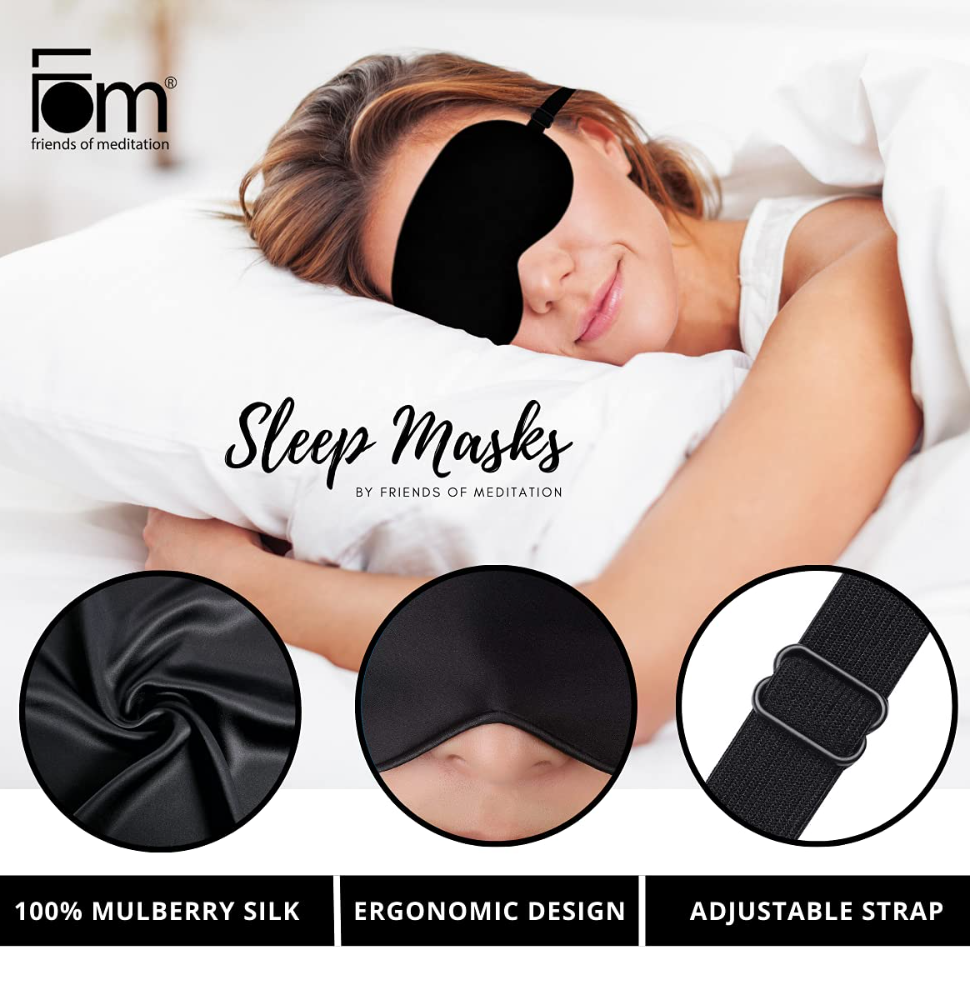 Fom®
friends of meditation
Sleep Masks
BY FRIENDS OF MEDITATION
100% MULBERRY SILK
ERGONOMIC DESIGN
ADJUSTABLE STRAP